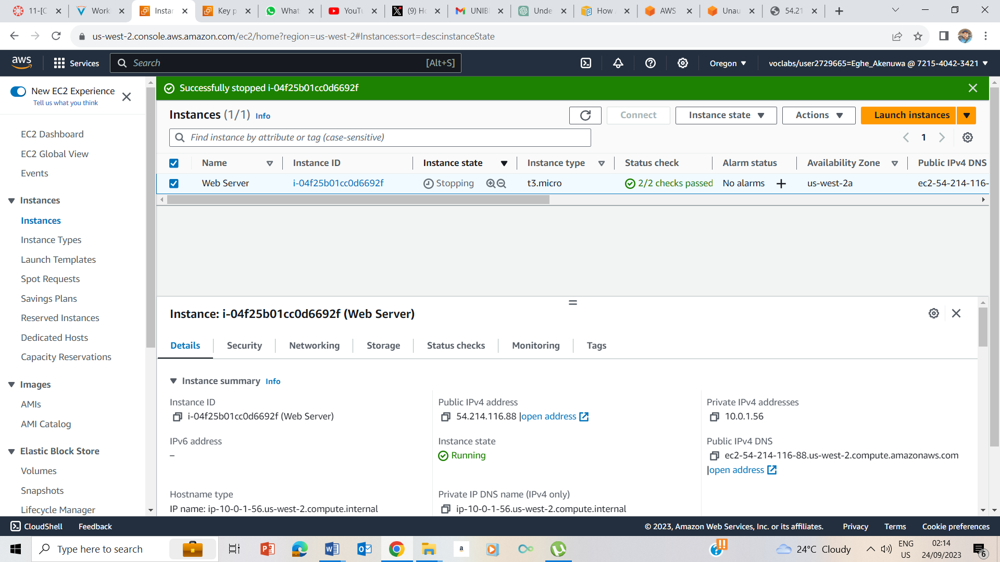 11-[C
Work
Instan
Key p
What
YouTu
(9) Ho
UNIBE
Unde
How
AWS
Unau
54.21
us-west-2.console.aws.amazon.com/ec2/home?region=us-west-2#Instances:sort=desc:instanceState
aws
Services
Search
[Alt+S]
Oregon
voclabs/user2729665=Eghe_Akenuwa @ 7215-4042-3421
New EC2 Experience
Tell us what you think
EC2 Dashboard
EC2 Global View
Events
Instances
Instances
Instance Types
Launch Templates
Spot Requests
Savings Plans
Reserved Instances
Dedicated Hosts
Capacity Reservations
Images
AMIs
AMI Catalog
Elastic Block Store
Volumes
Snapshots
Lifecycle Manager
Successfully stopped i-04f25b01cc0d6692f
Instances (1/1) Info
Connect
Instance state
Actions
Launch instances
Find instance by attribute or tag (case-sensitive)
1
Name
Instance ID
Instance state
Instance type
Status check
Alarm status
Availability Zone
Public IPv4 DNS
Web Server
i-04f25b01cc0d6692f
Stopping
t3.micro
2/2 checks passed
No alarms
us-west-2a
ec2-54-214-116-
Instance: i-04f25b01cc0d6692f (Web Server)
Details
Security
Networking
Storage
Status checks
Monitoring
Tags
Instance summary Info
Instance ID
i-04f25b01cc0d6692f (Web Server)
Public IPv4 address
54.214.116.88 |open address
Private IPv4 addresses
10.0.1.56
IPv6 address
–
Instance state
Running
Public IPv4 DNS
ec2-54-214-116-88.us-west-2.compute.amazonaws.com
|open address
Hostname type
IP name: ip-10-0-1-56.us-west-2.compute.internal
Private IP DNS name (IPv4 only)
ip-10-0-1-56.us-west-2.compute.internal
CloudShell
Feedback
© 2023, Amazon Web Services, Inc. or its affiliates.
Privacy
Terms
Cookie preferences
Type here to search
24°C Cloudy
ENG
US
02:14
24/09/2023
6